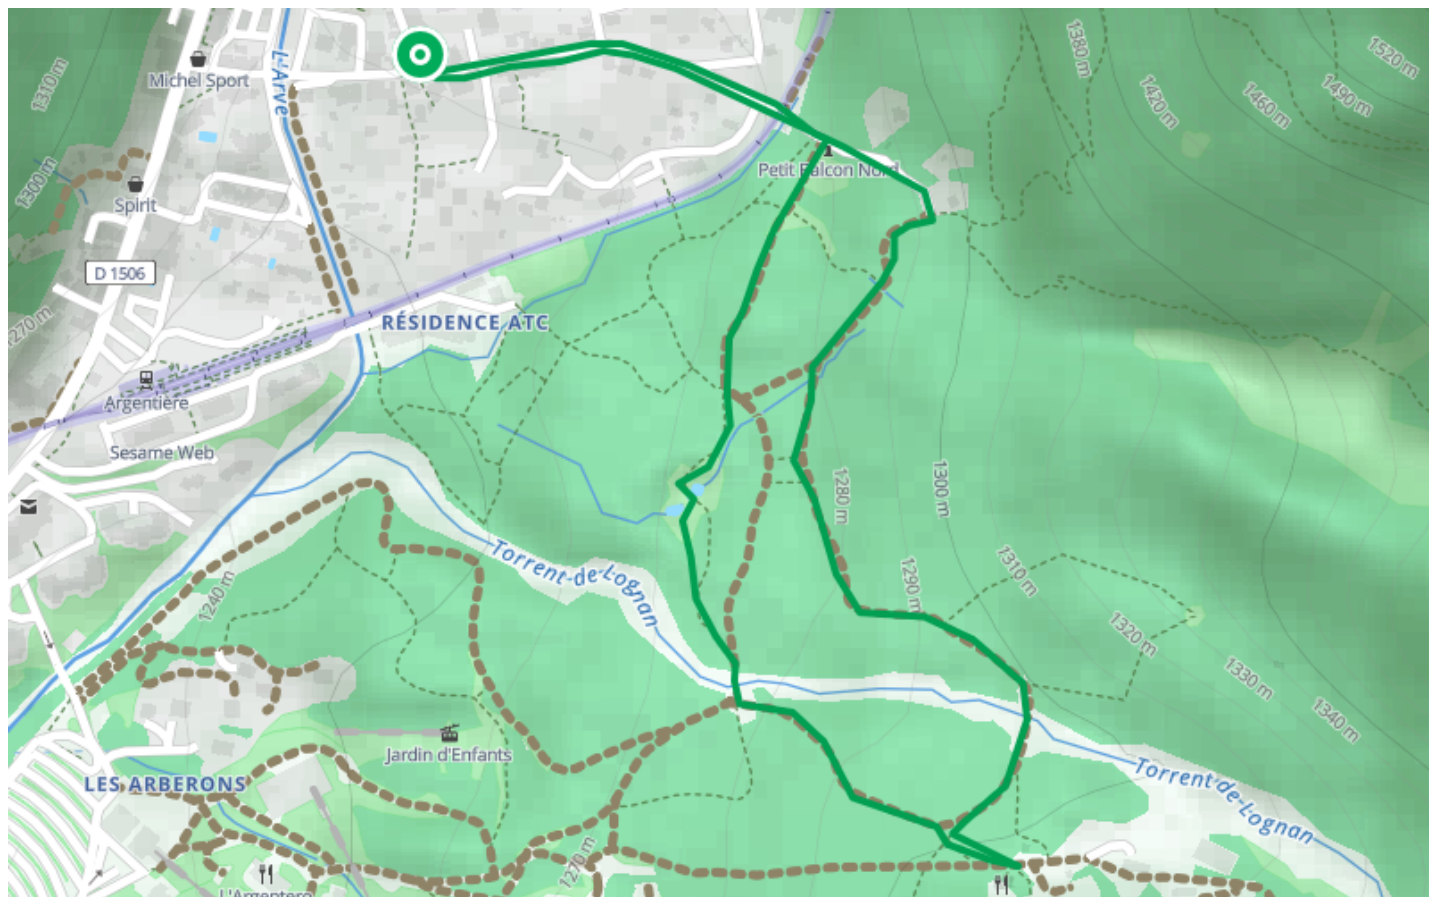 1310 m
Michel Sport
L'Arve
1380 m
1520 m
1490 m
1460 m
1420 m
1300 m
Spirit
Petit Balcon Nord
D 1506
1270 m
RÉSIDENCE ATC
Argentière
Sesame Web
1280 m
1300 m
Torrent de Lognan
1240 m
1290 m
1310 m
1320 m
1330 m
1340 m
Jardin d'Enfants
LES ARBERONS
Torrent de Lognan
1270 m
L'Argentero